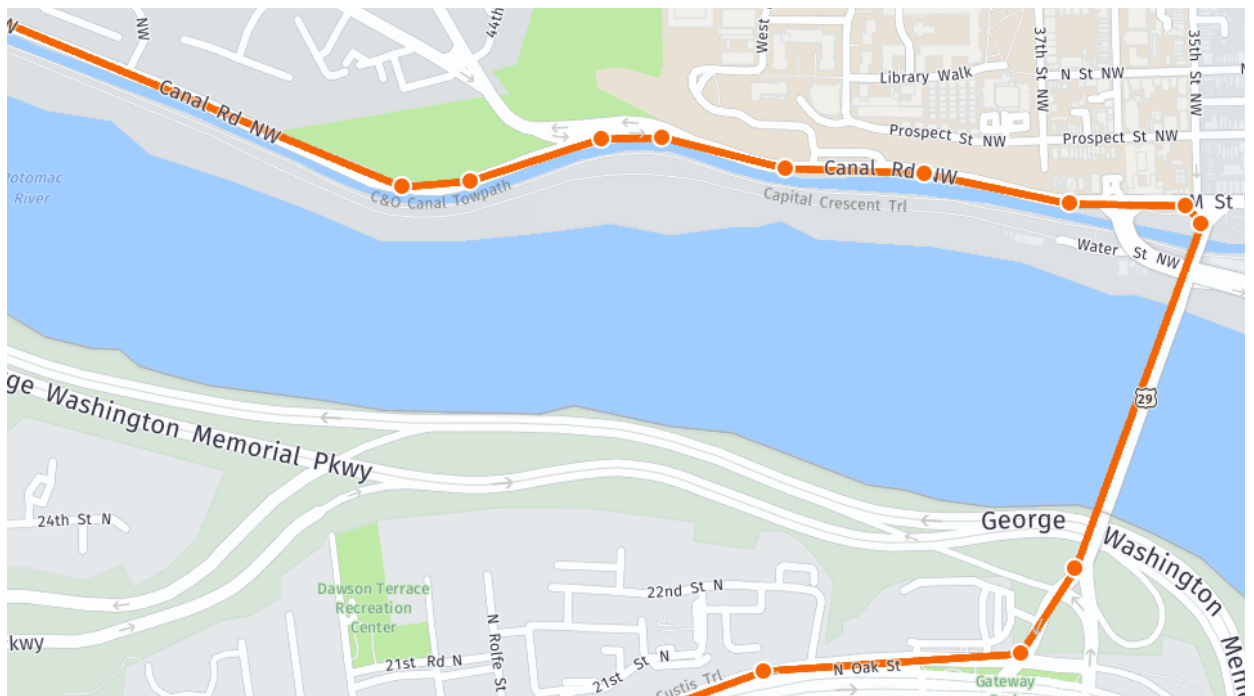 W
NW
44th
West
37th St NW
35th St NW
Library Walk
N St NW
N
Canal Rd NW
Prospect St NW
Prospect St NW
Potomac
River
C&O Canal Towpath
Canal Rd NW
Capital Crescent Trl
M St
Water St NW
29
ge Washington Memorial Pkwy
24th St N
George Washington Mem
Dawson Terrace
Recreation
Center
22nd St N
N Rolfe St
kwy
21st Rd N
21st St N
Custis Trl
N Oak St
Gateway